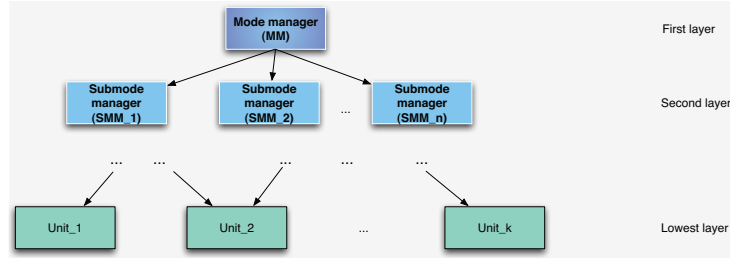 Mode manager
(MM)
First layer
Submode
manager
(SMM_1)
Submode
manager
(SMM_2)
...
Submode
manager
(SMM_n)
Second layer
... ... ... ... ...
Unit_1
Unit_2
...
Unit_k
Lowest layer